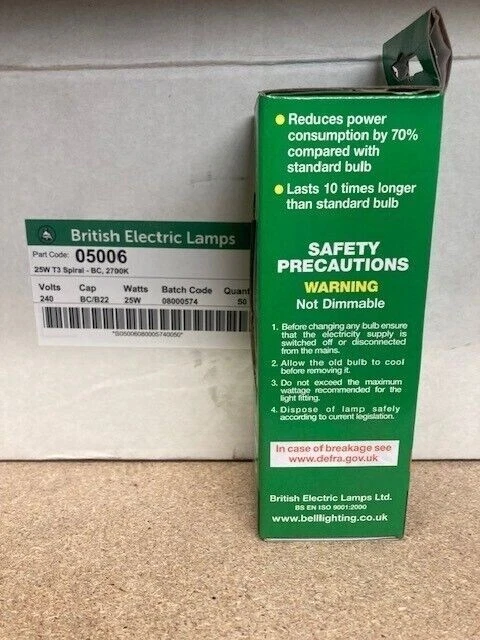 British Electric Lamps
Part Code: 05006
25W T3 Spiral - BC, 2700K
Volts Cap Watts Batch Code Quant
240 BC/B22 25W 08000574 50
*S05006080005740050*
Reduces power
consumption by 70%
compared with
standard bulb
Lasts 10 times longer
than standard bulb
SAFETY
PRECAUTIONS
WARNING
Not Dimmable
1. Before changing any bulb ensure
that the electricity supply is
switched off or disconnected
from the mains.
2. Allow the old bulb to cool
before removing it.
3. Do not exceed the maximum
wattage recommended for the
light fitting.
4. Dispose of lamp safely
according to current legislation.
In case of breakage see
www.defra.gov.uk
British Electric Lamps Ltd.
BS EN ISO 9001:2000
www.belllighting.co.uk